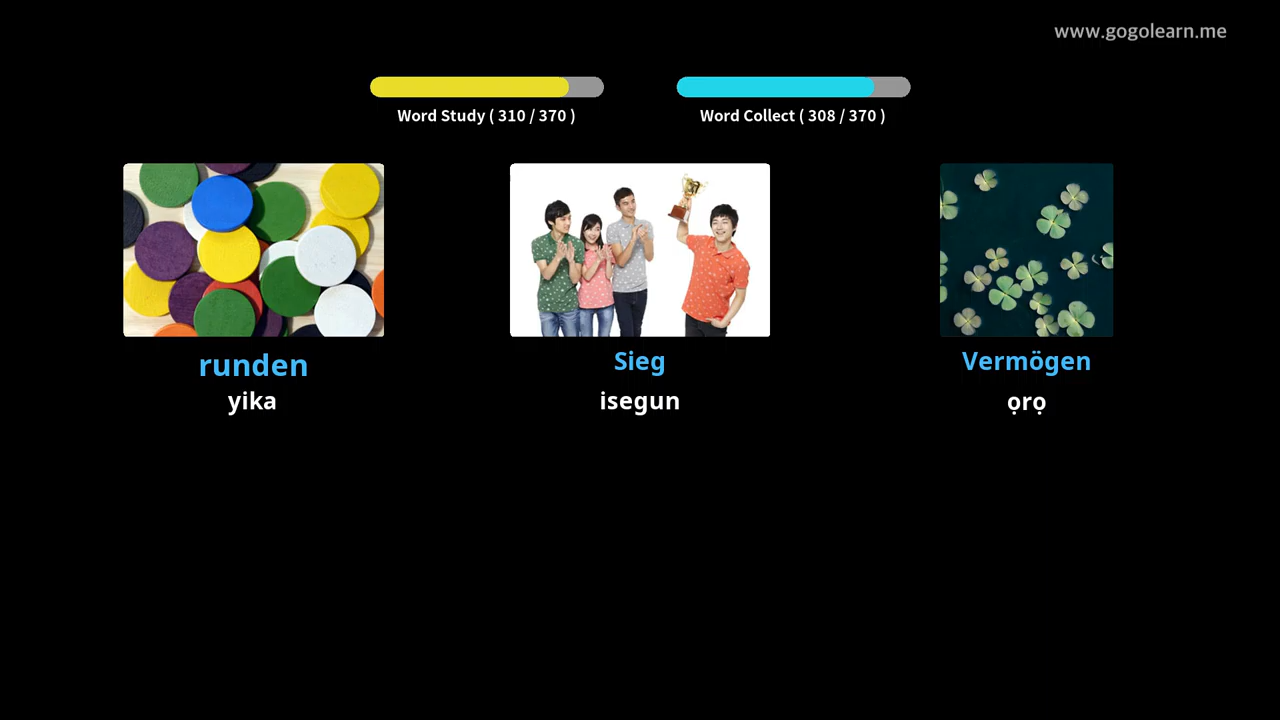 www.gogolearn.me
Word Study ( 310 / 370 )
Word Collect ( 308 / 370 )
runden
Sieg
Vermögen
yika
isegun
ọrọ